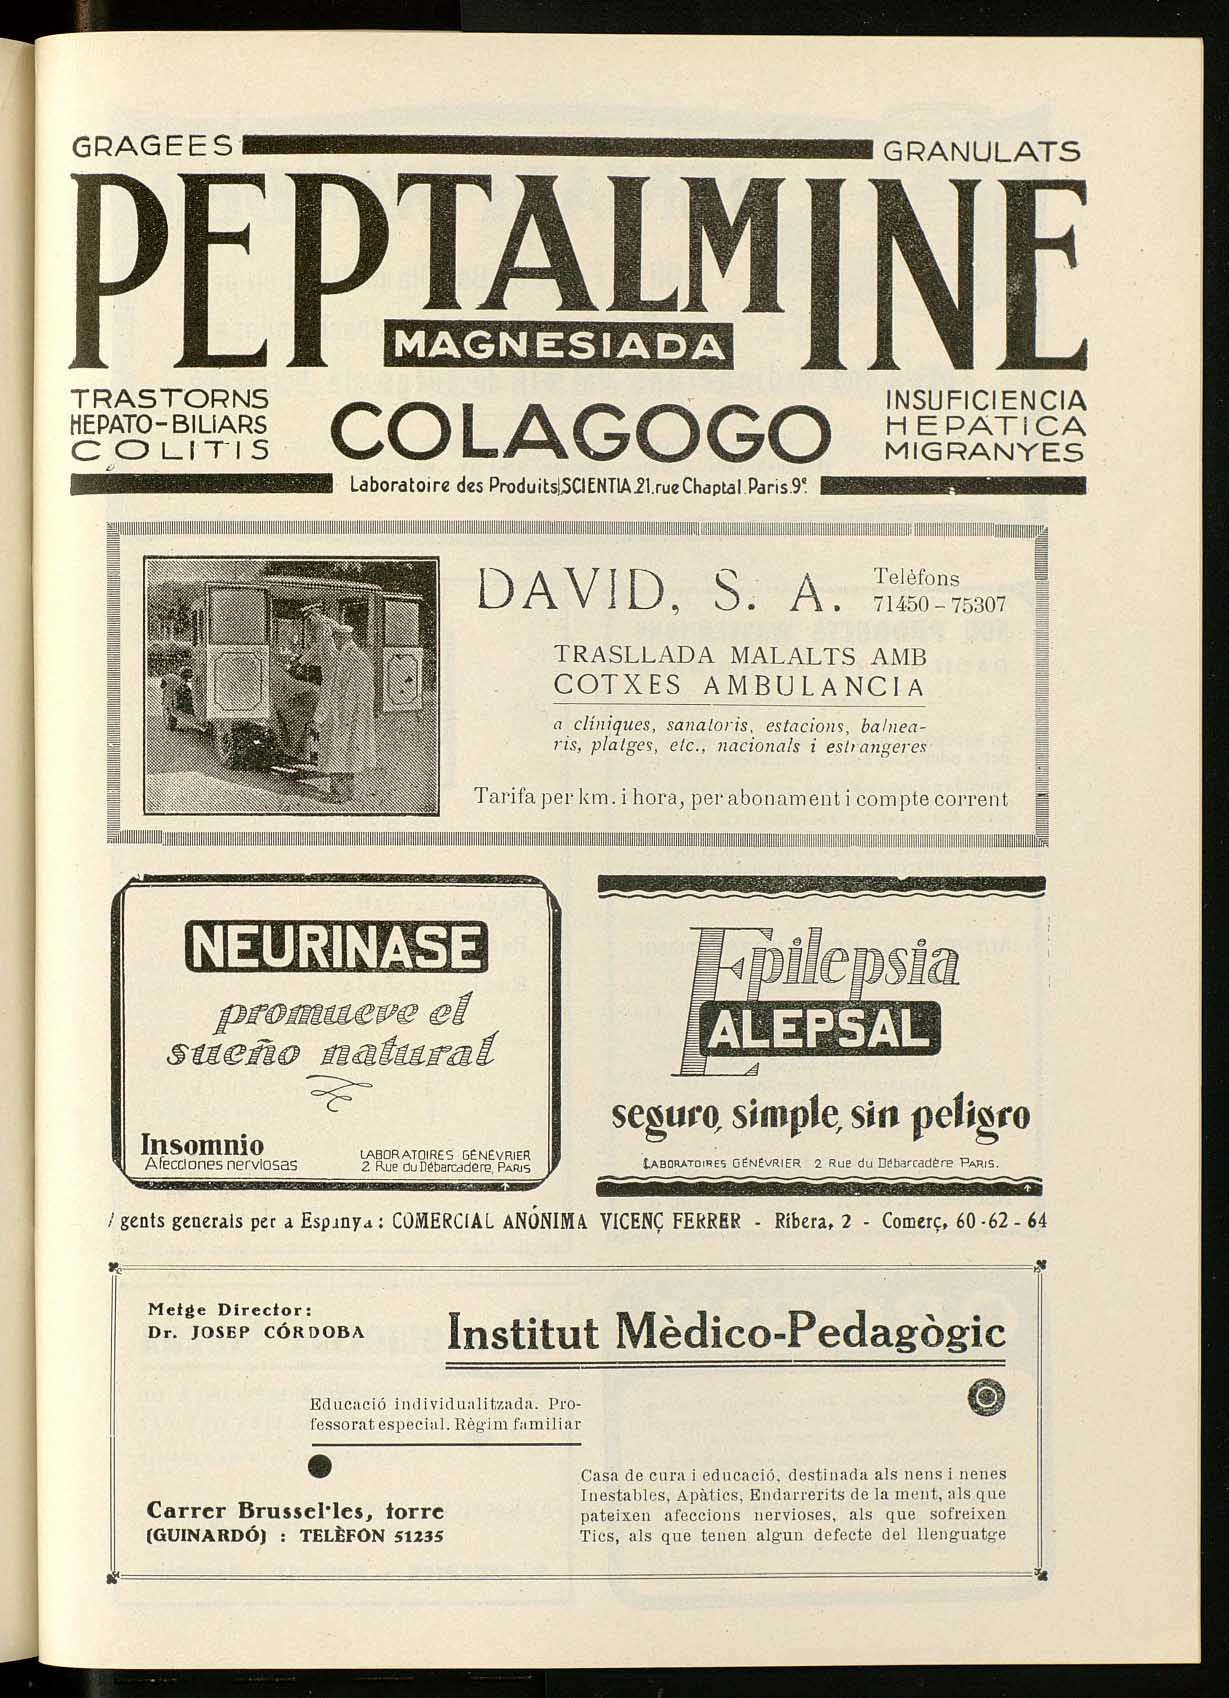 GRAGEES GRANULATS
PEPTALMINE
MAGNESIADA
TRASTORNS
HEPATO-BILIARS
COLITIS
COLAGOGO
INSUFICIENCIA
HEPÀTICA
MIGRANYES
Laboratoire des Produits SCIENTIA.21.rue Chaptal.Paris.9e.
DAVID, S. A.
Telèfons
71450 - 75307
TRASLLADA MALALTS AMB
COTXES AMBULANCIA
a clíniques, sanatoris, estacions, balnea-
ris, platges, etc., nacionals i estrangeres
Tarifa per km. i hora, per abonament i compte corrent
NEURINASE
promueve el
sueño natural
Insomnio
Afecciones nerviosas
LABORATOIRES GÉNÉVRIER
2 Rue du Débarcadère, PARIS
Epilepsia
ALEPSAL
seguro, simple, sin peligro
LABORATOIRES GÉNÉVRIER 2 Rue du Débarcadère PARIS.
gents generals per a Espanya: COMERCIAL ANÓNIMA VICENÇ FERRER - Ribera, 2 - Comerç, 60-62-64
Metge Director:
Dr. JOSEP CÓRDOBA
Institut Mèdico-Pedagògic
Educació individualitzada. Pro-
fessorat especial. Règim familiar
Carrer Brussel·les, torre
(GUINARDÓ) : TELÈFON 51235
Casa de cura i educació, destinada als nens i nenes
Inestables, Apàtics, Endarrerits de la ment, als que
pateixen afeccions nervioses, als que sofreixen
Tics, als que tenen algun defecte del llenguatge